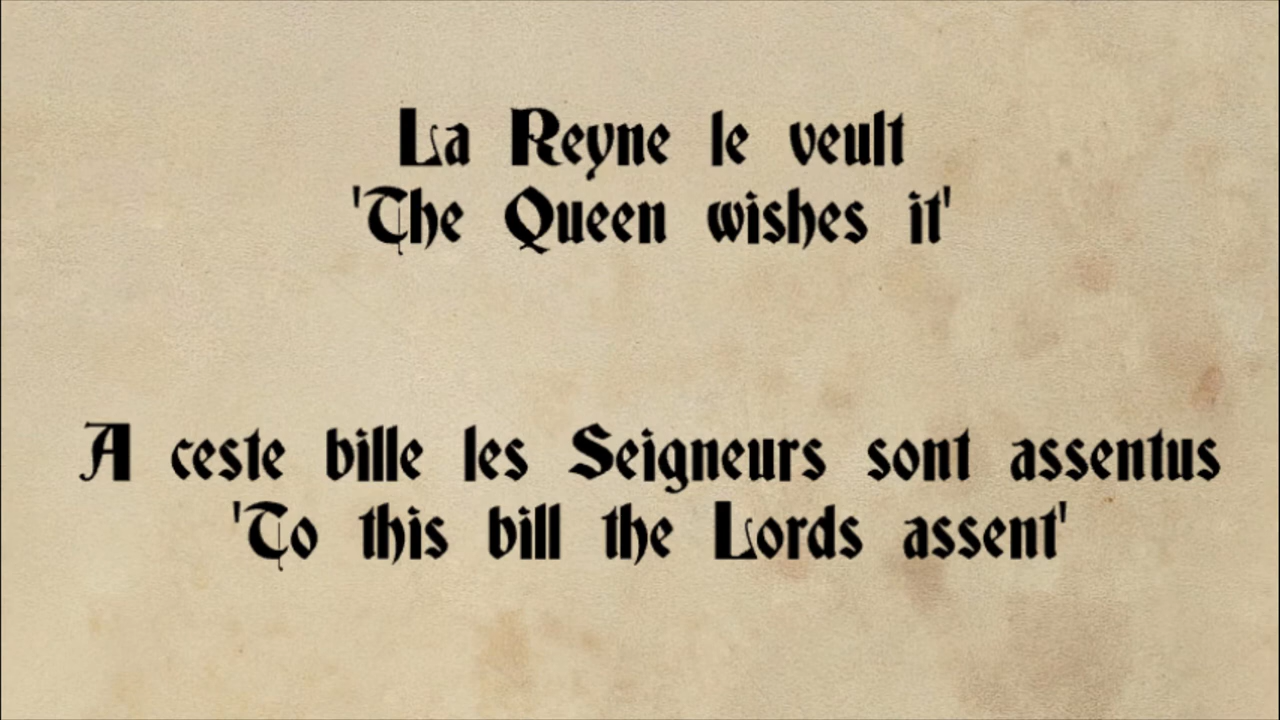 La Reyne le veult
'The Queen wishes it'
A ceste bille les Seigneurs sont assentus
'To this bill the Lords assent'